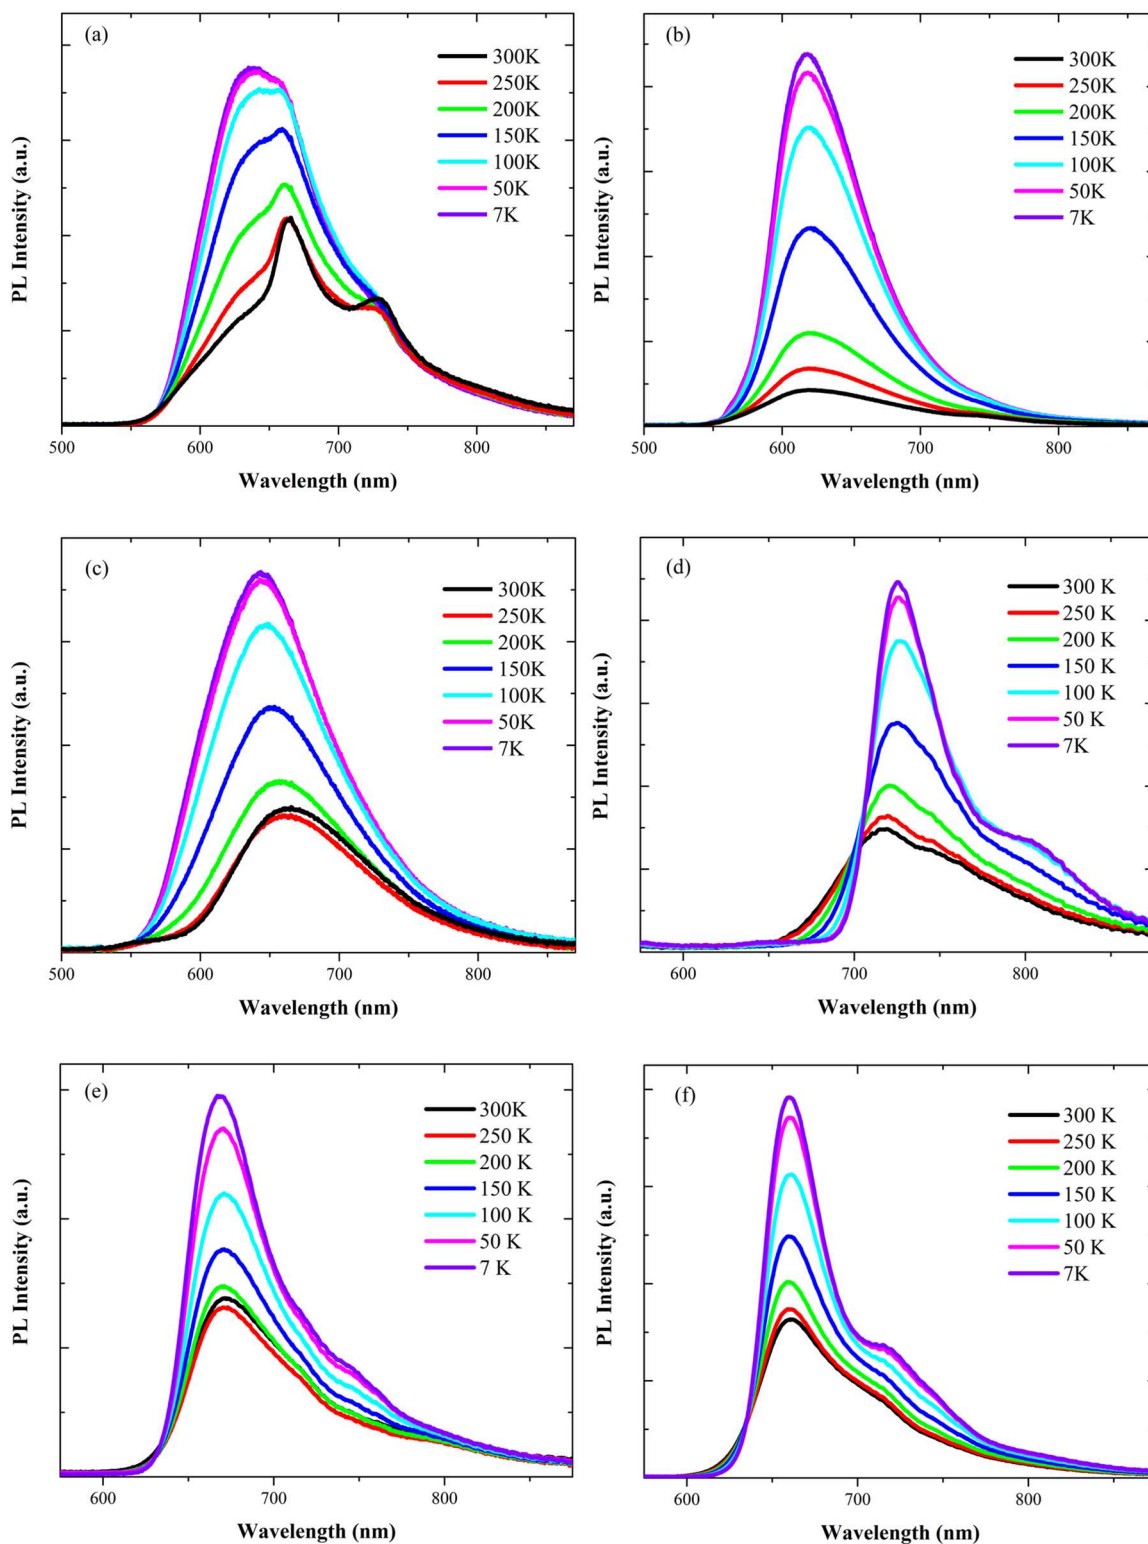 (a)
300K
250K
200K
150K
100K
50K
7K
PL Intensity (a.u.)
500 600 700 800
Wavelength (nm)
(b)
300K
250K
200K
150K
100K
50K
7K
PL Intensity (a.u.)
500 600 700 800
Wavelength (nm)
(c)
300K
250K
200K
150K
100K
50K
7K
PL Intensity (a.u.)
500 600 700 800
Wavelength (nm)
(d)
300 K
250 K
200 K
150 K
100 K
50 K
7K
PL Intensity (a.u.)
600 700 800
Wavelength (nm)
(e)
300K
250 K
200 K
150 K
100 K
50 K
7 K
PL Intensity (a.u.)
600 700 800
Wavelength (nm)
(f)
300 K
250 K
200 K
150 K
100 K
50 K
7K
PL Intensity (a.u.)
600 700 800
Wavelength (nm)